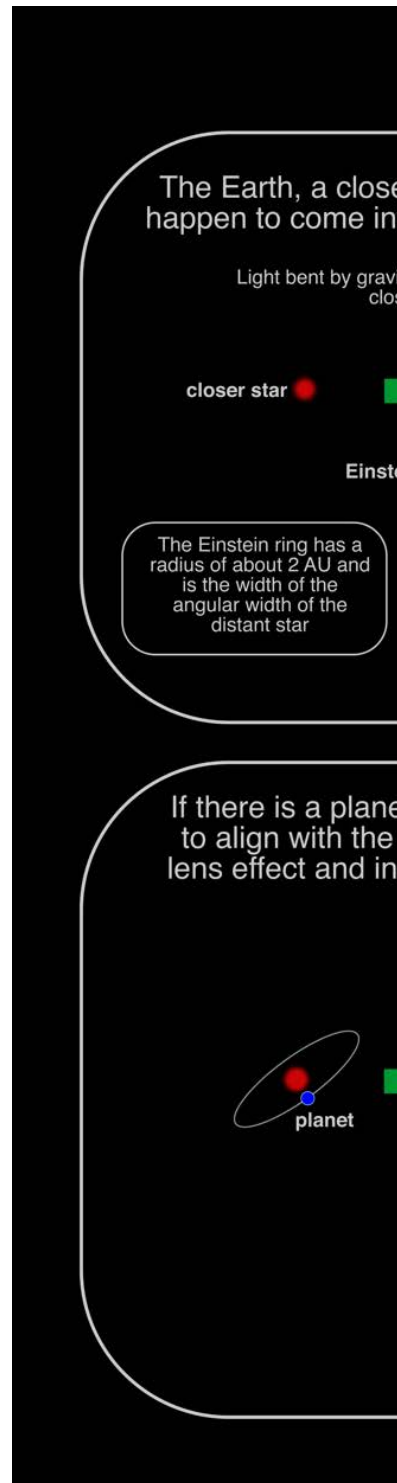 The Earth, a close
happen to come in
Light bent by gravi
clos
closer star
Einste
The Einstein ring has a
radius of about 2 AU and
is the width of the
angular width of the
distant star
If there is a plane
to align with the
lens effect and in
planet